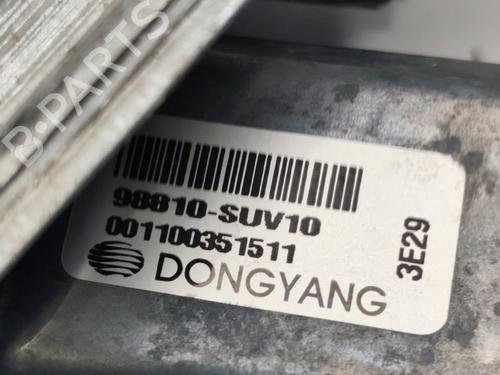 B-PARTS
98810-SUV10
001100351511
DONGYANG
3E29